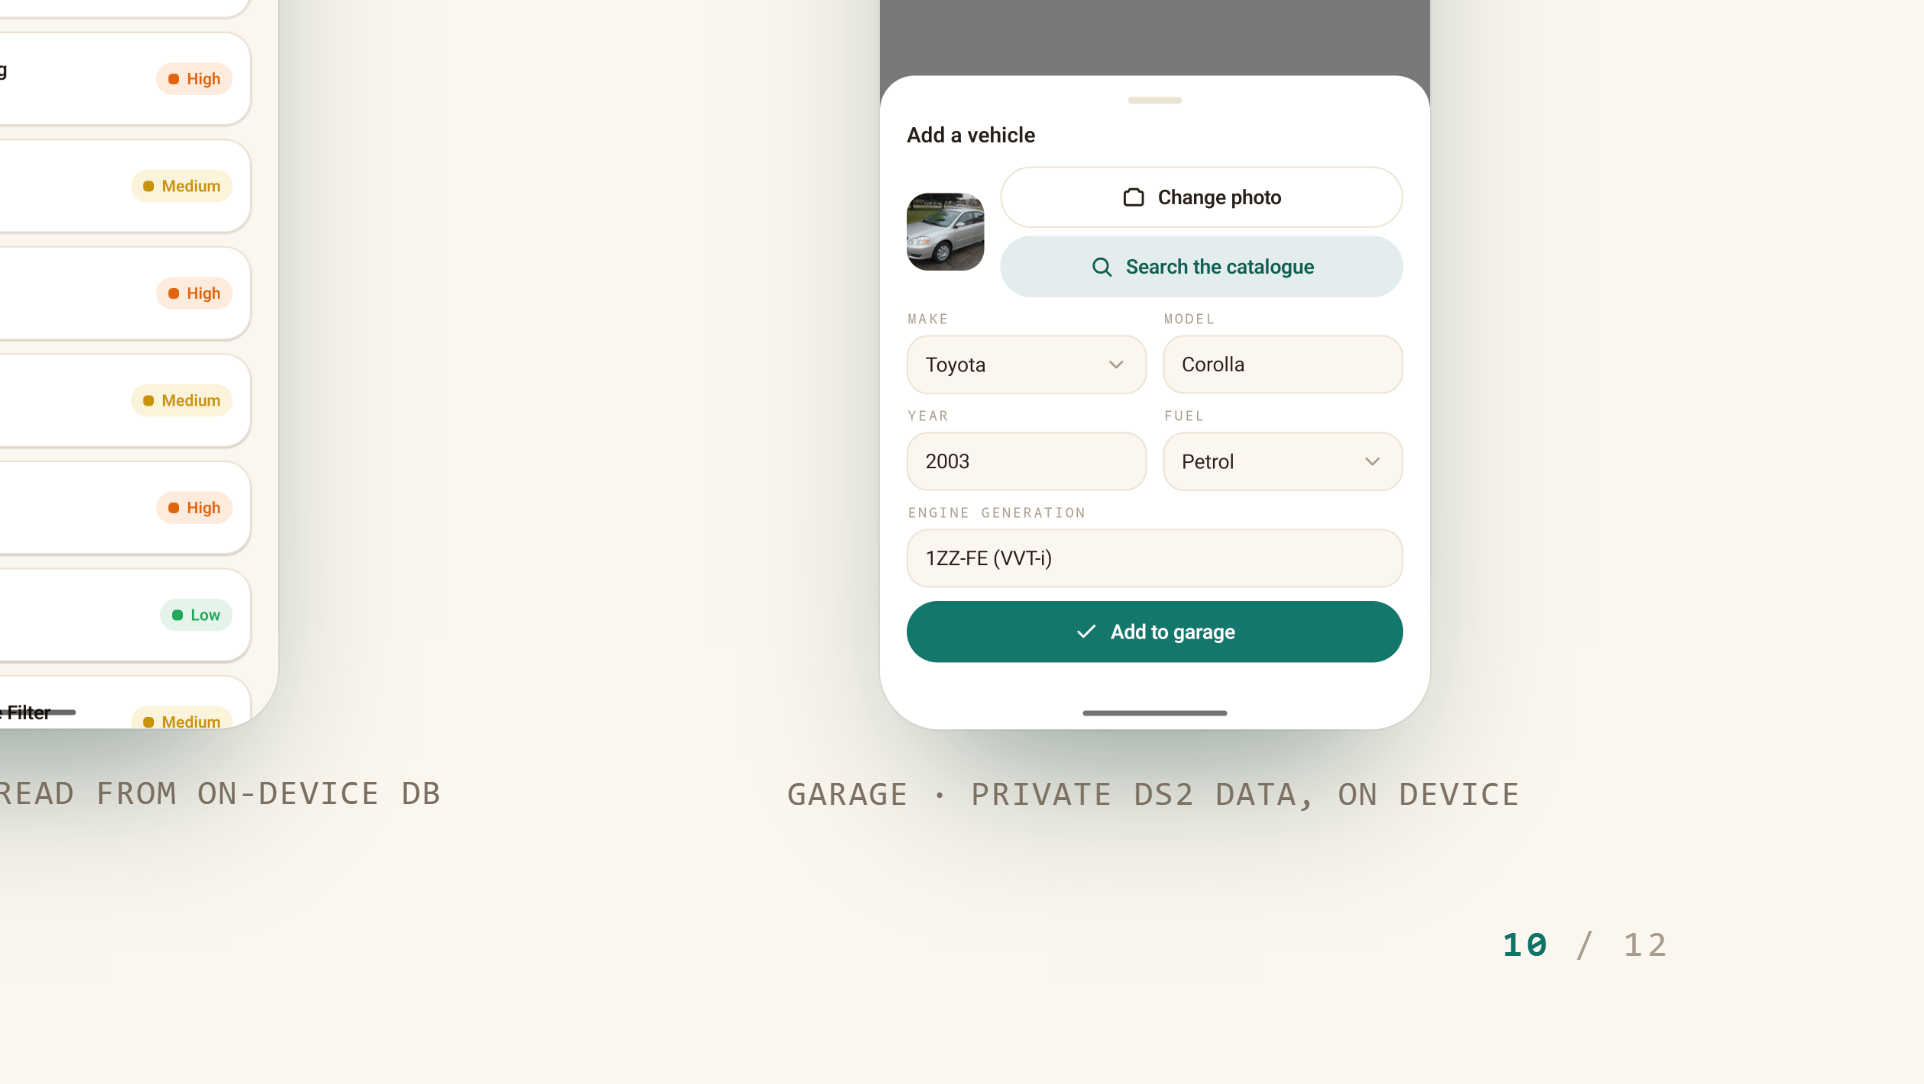 g
High
Medium
High
Medium
High
Low
Filter
Medium
READ FROM ON-DEVICE DB
Add a vehicle
Change photo
Search the catalogue
MAKE
MODEL
Toyota
Corolla
YEAR
FUEL
2003
Petrol
ENGINE GENERATION
1ZZ-FE (VVT-i)
Add to garage
GARAGE · PRIVATE DS2 DATA, ON DEVICE
10 / 12